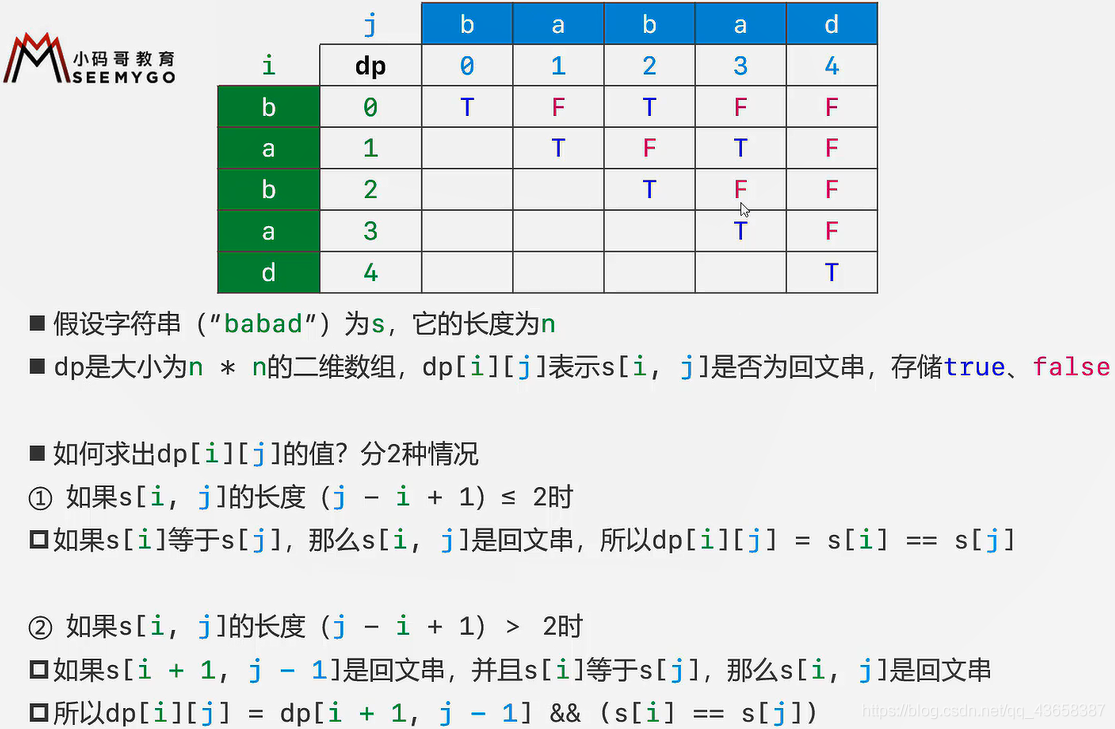 j b a b a d
小码哥教育
SEEMYGO
i dp 0 1 2 3 4
b 0 T F T F F
a 1 T F T F
b 2 T F F
a 3 T F
d 4 T
■ 假设字符串（"babad"）为s，它的长度为n
■ dp是大小为n * n的二维数组，dp[i][j]表示s[i, j]是否为回文串，存储true、false
■ 如何求出dp[i][j]的值？分2种情况
① 如果s[i, j]的长度（j - i + 1）≤ 2时
如果s[i]等于s[j]，那么s[i, j]是回文串，所以dp[i][j] = s[i] == s[j]
② 如果s[i, j]的长度（j - i + 1）> 2时
如果s[i + 1, j - 1]是回文串，并且s[i]等于s[j]，那么s[i, j]是回文串
所以dp[i][j] = dp[i + 1, j - 1] && (s[i] == s[j])
https://blog.csdn.net/qq_43658387